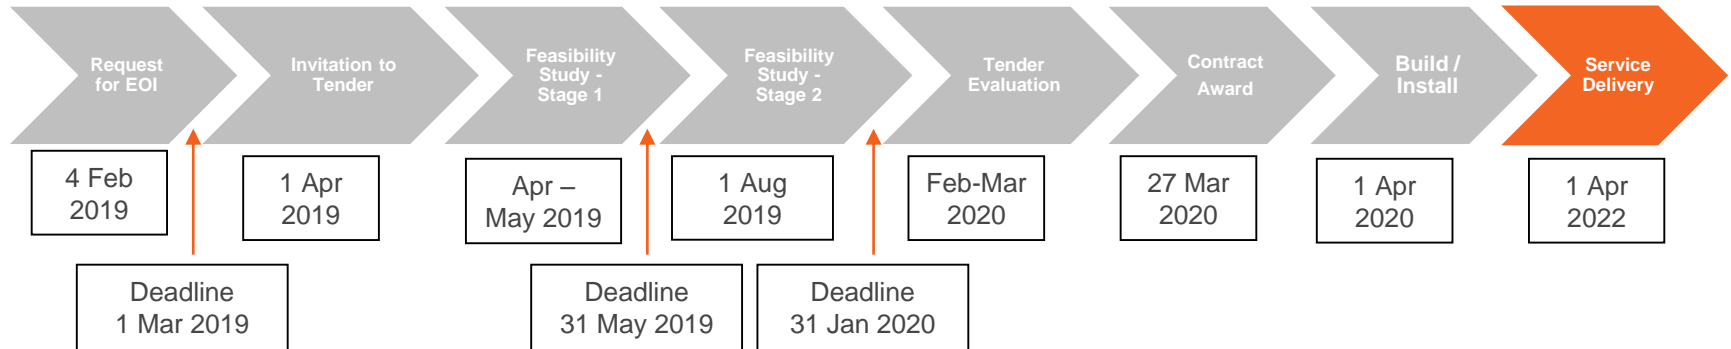 Request
for EOI
Invitation to
Tender
Feasibility
Study -
Stage 1
Feasibility
Study -
Stage 2
Tender
Evaluation
Contract
Award
Build /
Install
Service
Delivery
4 Feb
2019
1 Apr
2019
Apr –
May 2019
1 Aug
2019
Feb-Mar
2020
27 Mar
2020
1 Apr
2020
1 Apr
2022
Deadline
1 Mar 2019
Deadline
31 May 2019
Deadline
31 Jan 2020